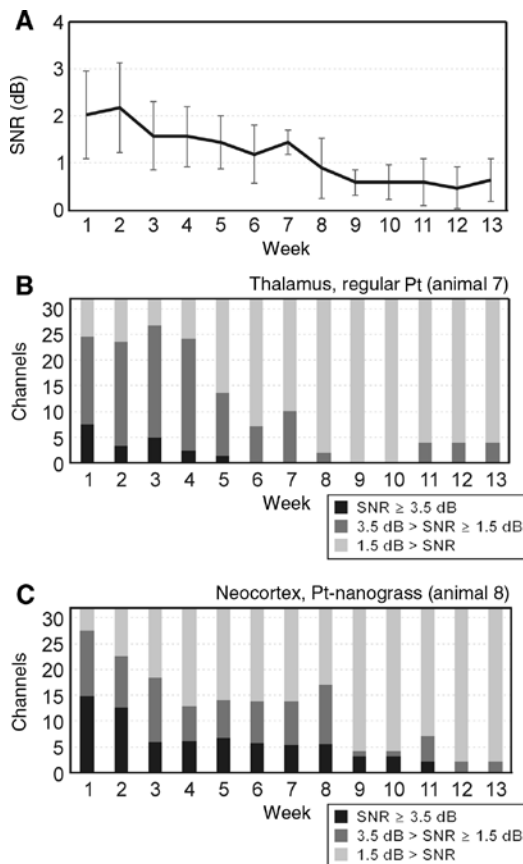 A
4
3
2
1
0
SNR (dB)
1 2 3 4 5 6 7 8 9 10 11 12 13
Week
B
Thalamus, regular Pt (animal 7)
30
25
20
15
10
5
0
Channels
1 2 3 4 5 6 7 8 9 10 11 12 13
Week
SNR ≥ 3.5 dB
3.5 dB > SNR ≥ 1.5 dB
1.5 dB > SNR
C
Neocortex, Pt-nanograss (animal 8)
30
25
20
15
10
5
0
Channels
1 2 3 4 5 6 7 8 9 10 11 12 13
Week
SNR ≥ 3.5 dB
3.5 dB > SNR ≥ 1.5 dB
1.5 dB > SNR